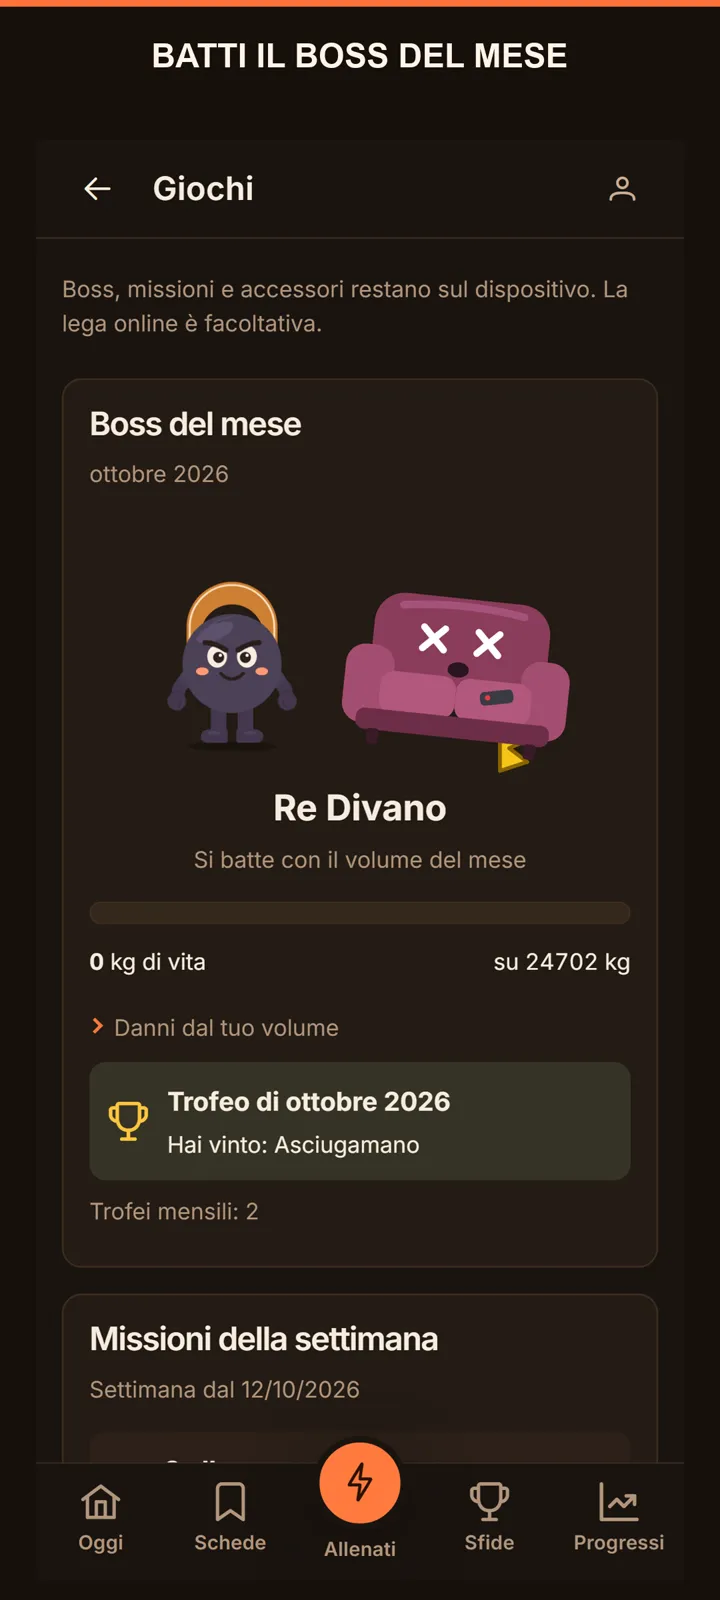 BATTI IL BOSS DEL MESE
Giochi
Boss, missioni e accessori restano sul dispositivo. La
lega online è facoltativa.
Boss del mese
ottobre 2026
Re Divano
Si batte con il volume del mese
0 kg di vita
su 24702 kg
Danni dal tuo volume
Trofeo di ottobre 2026
Hai vinto: Asciugamano
Trofei mensili: 2
Missioni della settimana
Settimana dal 12/10/2026
Oggi
Schede
Allenati
Sfide
Progressi